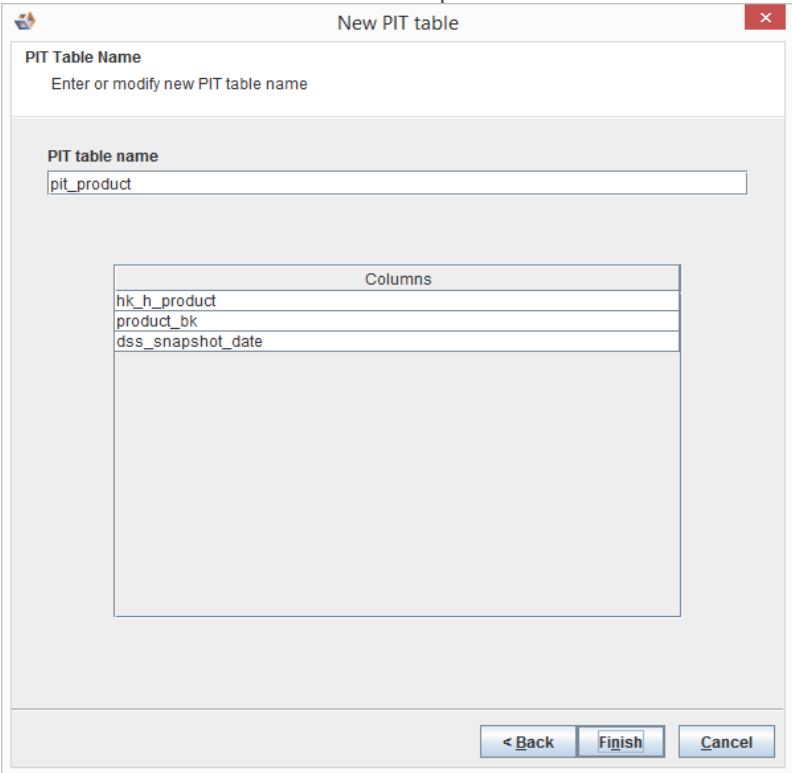 New PIT table
PIT Table Name
Enter or modify new PIT table name
PIT table name
pit_product
Columns
hk_h_product
product_bk
dss_snapshot_date
< Back Finish Cancel